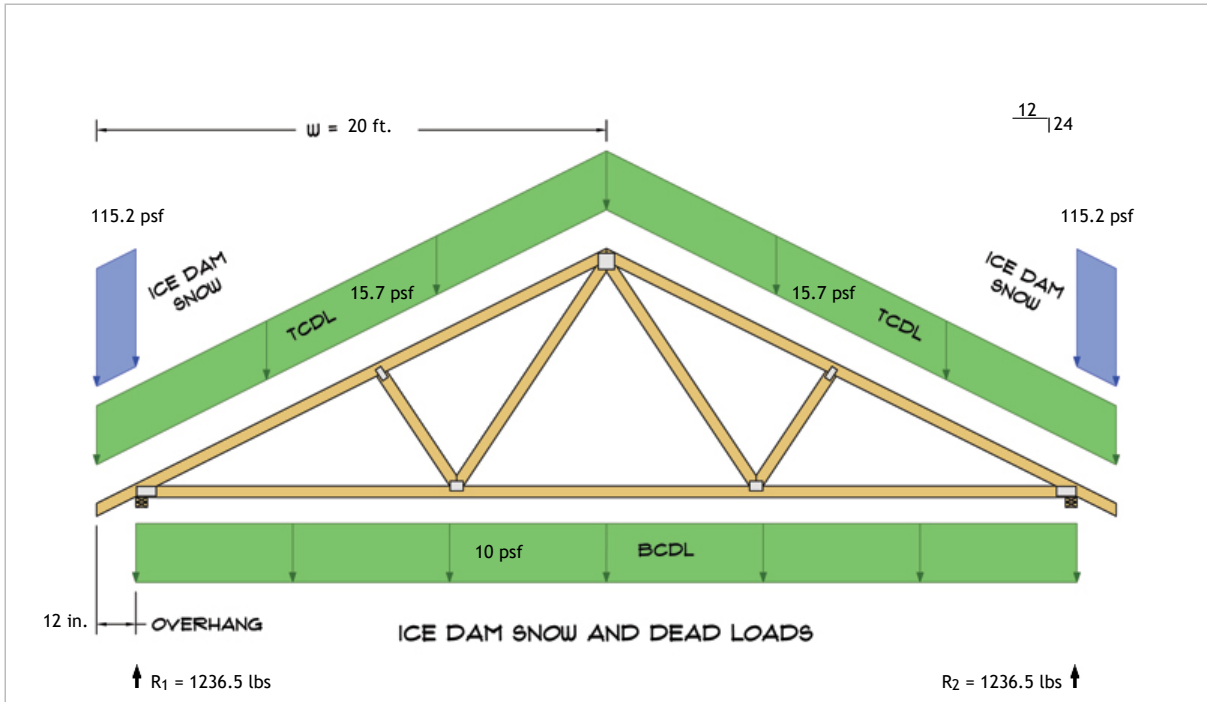 W = 20 ft.
12
24
115.2 psf
115.2 psf
ICE DAM
SNOW
ICE DAM
SNOW
15.7 psf
15.7 psf
TCDL
TCDL
10 psf
BCDL
12 in.
OVERHANG
ICE DAM SNOW AND DEAD LOADS
R1 = 1236.5 lbs
R2 = 1236.5 lbs